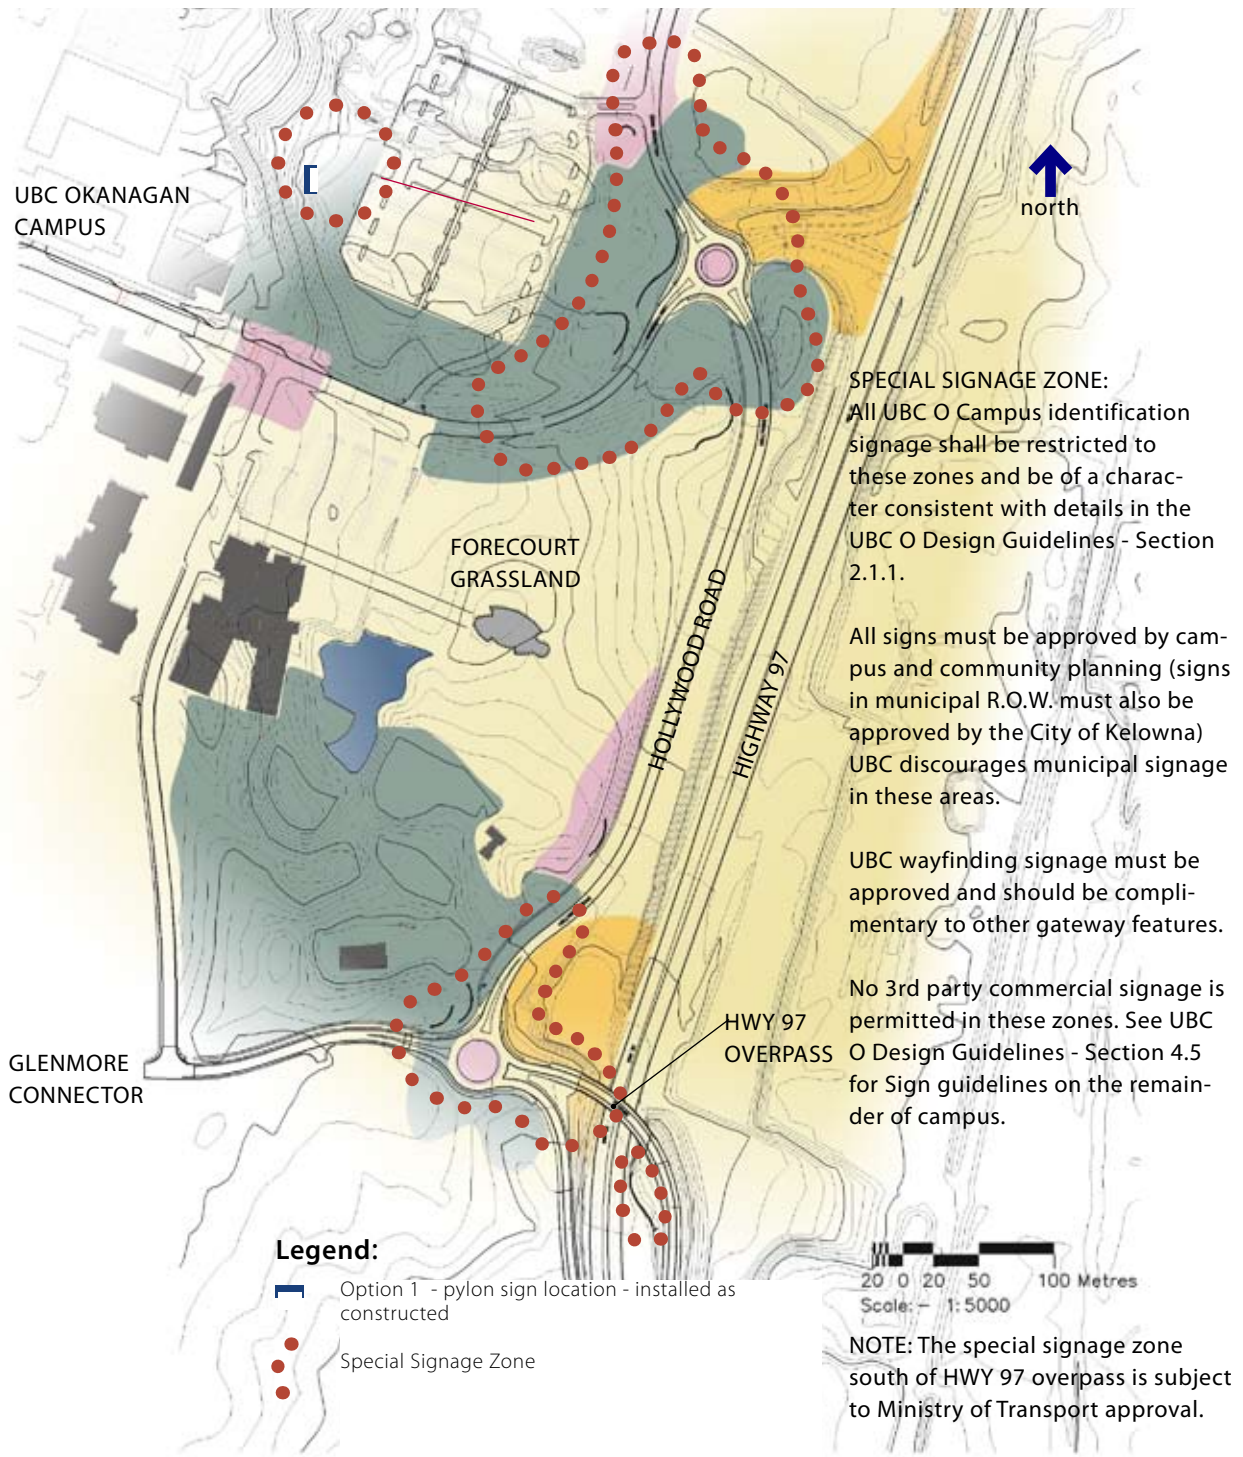 UBC OKANAGAN
CAMPUS
north
SPECIAL SIGNAGE ZONE:
All UBC O Campus identification
signage shall be restricted to
these zones and be of a charac-
ter consistent with details in the
UBC O Design Guidelines - Section
2.1.1.
All signs must be approved by cam-
pus and community planning (signs
in municipal R.O.W. must also be
approved by the City of Kelowna)
UBC discourages municipal signage
in these areas.
UBC wayfinding signage must be
approved and should be compli-
mentary to other gateway features.
No 3rd party commercial signage is
permitted in these zones. See UBC
O Design Guidelines - Section 4.5
for Sign guidelines on the remain-
der of campus.
FORECOURT
GRASSLAND
HOLLYWOOD ROAD
HIGHWAY 97
HWY 97
OVERPASS
GLENMORE
CONNECTOR
Legend:
Option 1 - pylon sign location - installed as
constructed
Special Signage Zone
20 0 20 50 100 Metres
Scale: - 1:5000
NOTE: The special signage zone
south of HWY 97 overpass is subject
to Ministry of Transport approval.